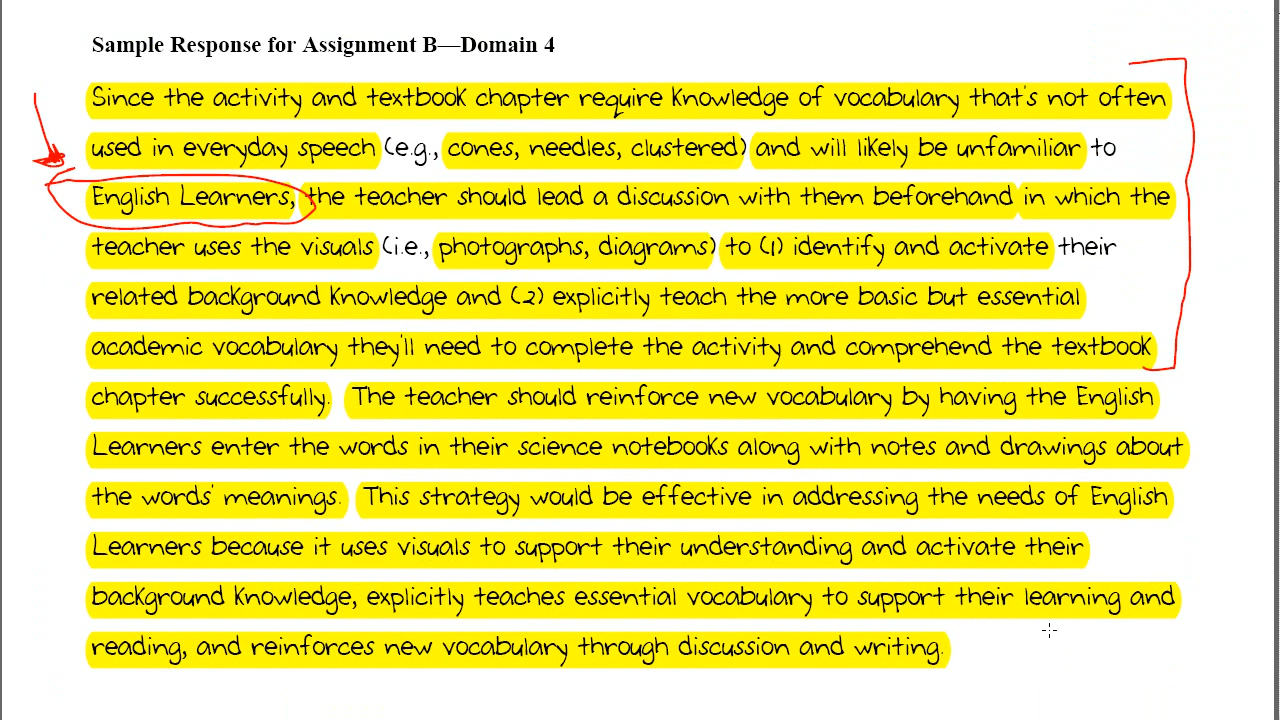 Sample Response for Assignment B—Domain 4
Since the activity and textbook chapter require knowledge of vocabulary that's not often
used in everyday speech (e.g., cones, needles, clustered) and will likely be unfamiliar to
English Learners, the teacher should lead a discussion with them beforehand in which the
teacher uses the visuals (i.e., photographs, diagrams) to (1) identify and activate their
related background knowledge and (2) explicitly teach the more basic but essential
academic vocabulary they'll need to complete the activity and comprehend the textbook
chapter successfully. The teacher should reinforce new vocabulary by having the English
Learners enter the words in their science notebooks along with notes and drawings about
the words' meanings. This strategy would be effective in addressing the needs of English
Learners because it uses visuals to support their understanding and activate their
background knowledge, explicitly teaches essential vocabulary to support their learning and
reading, and reinforces new vocabulary through discussion and writing.